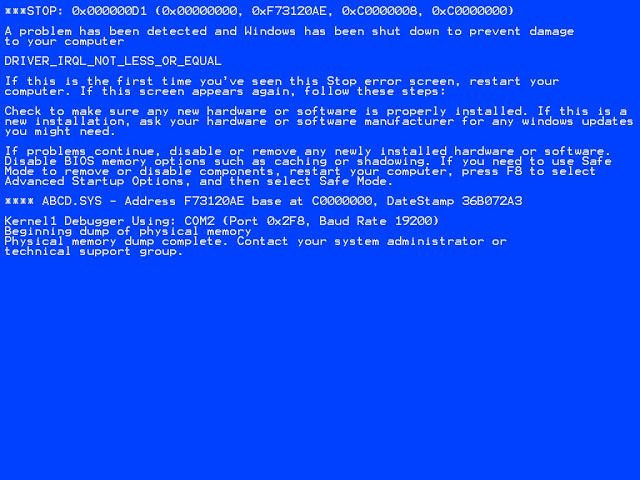 ***STOP: 0x000000D1 (0x00000000, 0xF73120AE, 0xC0000008, 0xC0000000)
A problem has been detected and Windows has been shut down to prevent damage
to your computer
DRIVER_IRQL_NOT_LESS_OR_EQUAL
If this is the first time you've seen this Stop error screen, restart your
computer. If this screen appears again, follow these steps:
Check to make sure any new hardware or software is properly installed. If this is a
new installation, ask your hardware or software manufacturer for any windows updates
you might need.
If problems continue, disable or remove any newly installed hardware or software.
Disable BIOS memory options such as caching or shadowing. If you need to use Safe
Mode to remove or disable components, restart your computer, press F8 to select
Advanced Startup Options, and then select Safe Mode.
**** ABCD.SYS - Address F73120AE base at C0000000, DateStamp 36B072A3
Kernel1 Debugger Using: COM2 (Port 0x2F8, Baud Rate 19200)
Beginning dump of physical memory
Physical memory dump complete. Contact your system administrator or
technical support group.